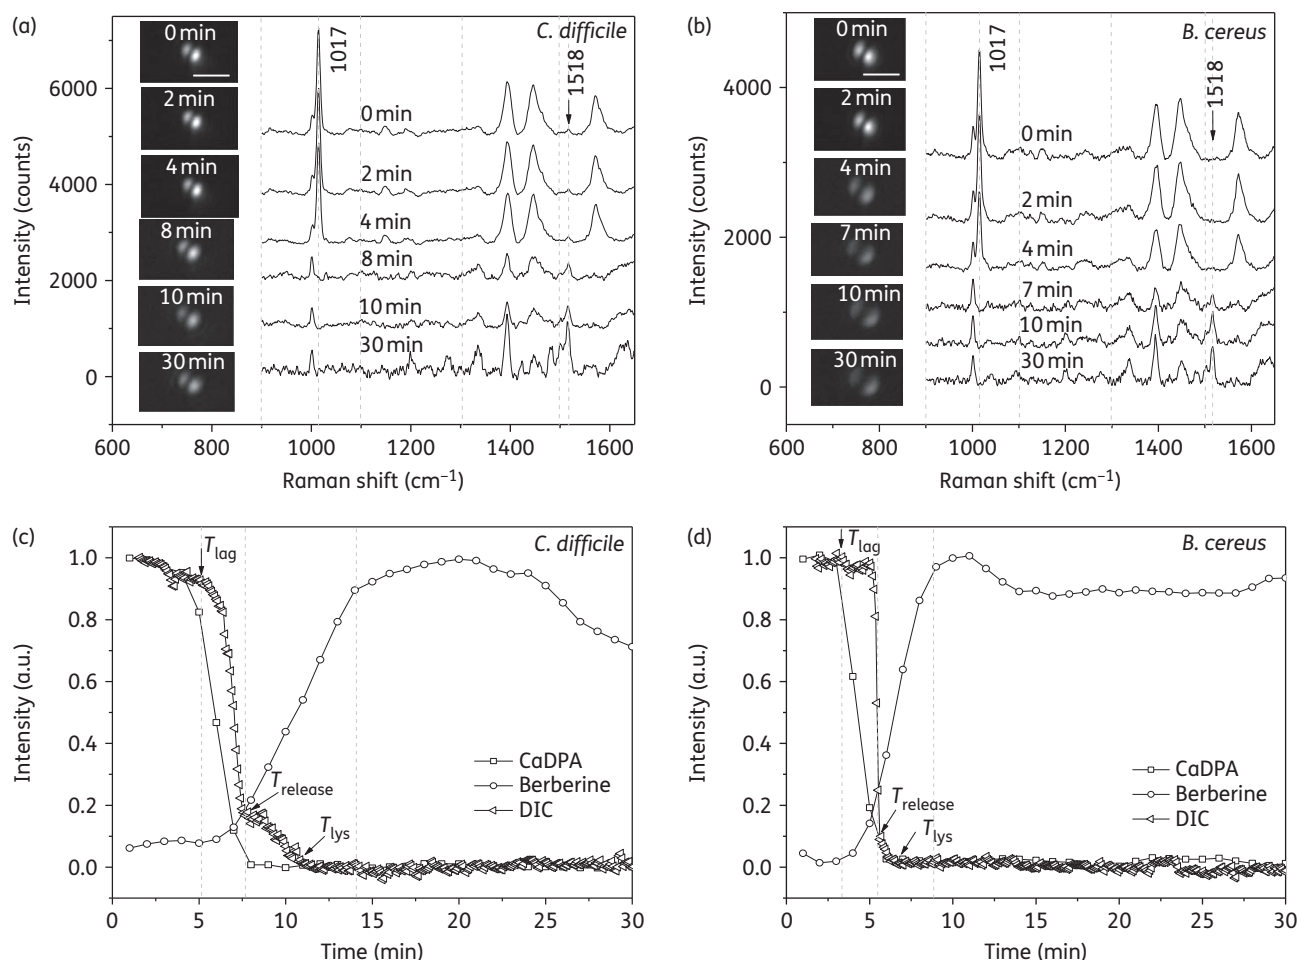 (a)
C. difficile
0 min
2 min
4 min
8 min
10 min
30 min
1017
1518
0 min
2 min
4 min
8 min
10 min
30 min
6000
4000
2000
0
Intensity (counts)
600 800 1000 1200 1400 1600
Raman shift (cm–1)
(b)
B. cereus
0 min
2 min
4 min
7 min
10 min
30 min
1017
1518
0 min
2 min
4 min
7 min
10 min
30 min
4000
2000
0
Intensity (counts)
600 800 1000 1200 1400 1600
Raman shift (cm–1)
(c)
C. difficile
Tlag
Trelease
Tlys
CaDPA
Berberine
DIC
1.0
0.8
0.6
0.4
0.2
0.0
Intensity (a.u.)
0 5 10 15 20 25 30
Time (min)
(d)
B. cereus
Tlag
Trelease
Tlys
CaDPA
Berberine
DIC
1.0
0.8
0.6
0.4
0.2
0.0
Intensity (a.u.)
0 5 10 15 20 25 30
Time (min)